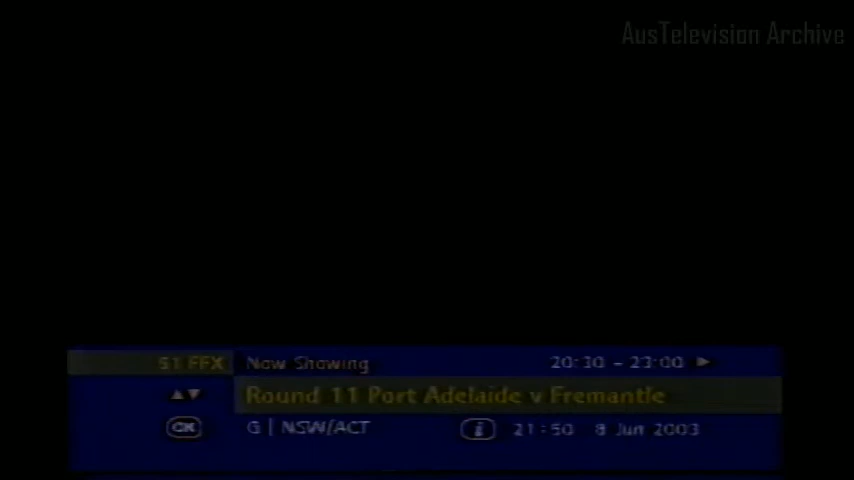 AusTelevision Archive
51 FFX Now Showing 20:30 - 23:00 ►
▲▼ Round 11 Port Adelaide v Fremantle
OK G | NSW/ACT i 21:50 8 Jun 2003